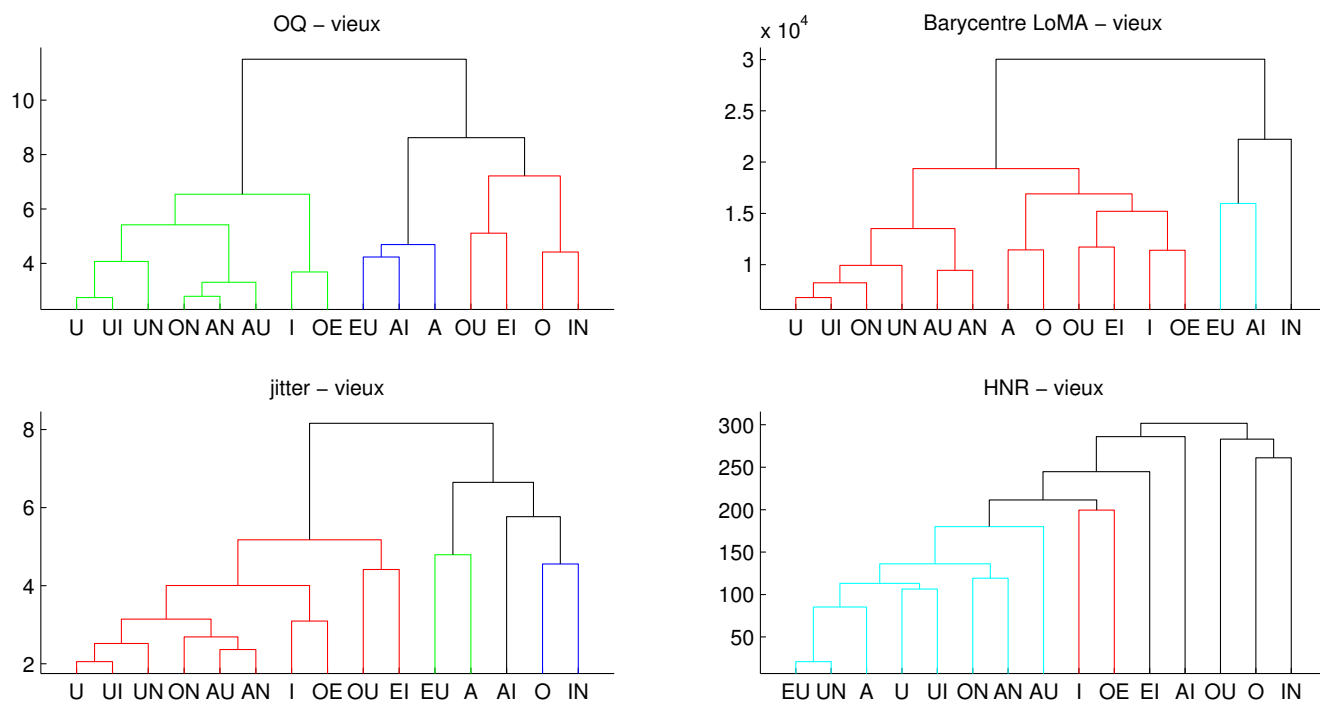 OQ – vieux
10
8
6
4
U UI UN ON AN AU I OE EU AI A OU EI O IN
Barycentre LoMA – vieux
x 10^4
3
2.5
2
1.5
1
U UI ON UN AU AN A O OU EI I OE EU AI IN
jitter – vieux
8
6
4
2
U UI UN ON AU AN I OE OU EI EU A AI O IN
HNR – vieux
300
250
200
150
100
50
EU UN A U UI ON AN AU I OE EI AI OU O IN